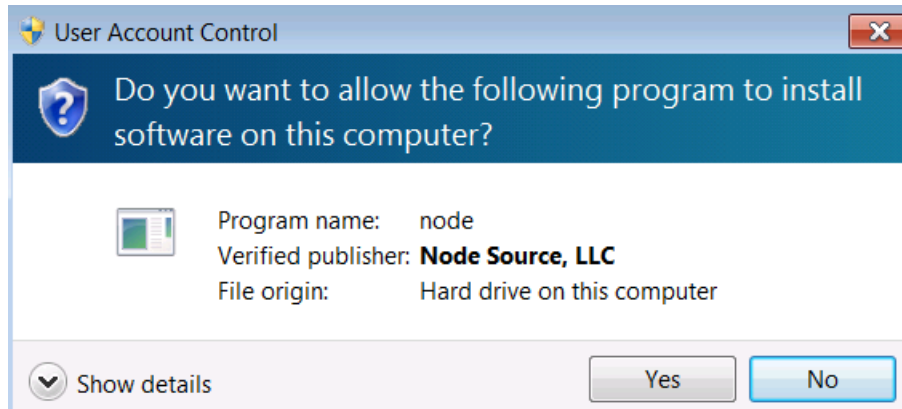 User Account Control
Do you want to allow the following program to install
software on this computer?
Program name: node
Verified publisher: Node Source, LLC
File origin: Hard drive on this computer
Show details
Yes
No